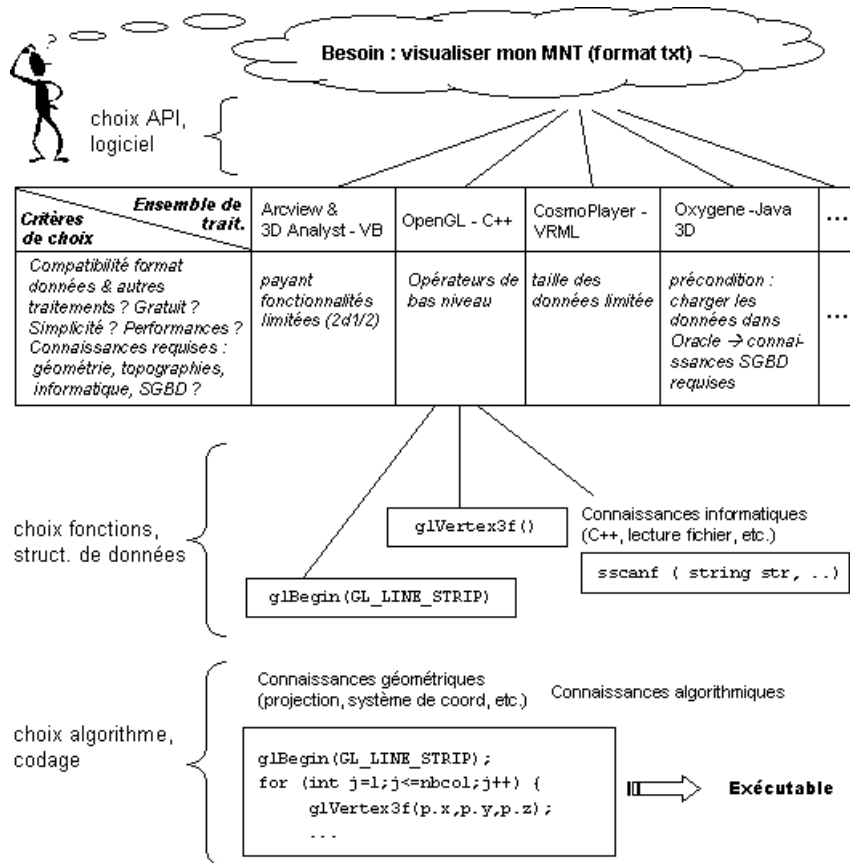 ?
Besoin : visualiser mon MNT (format txt)
choix API,
logiciel
Ensemble de
trait.
Critères
de choix
Arcview &
3D Analyst - VB
OpenGL - C++
CosmoPlayer -
VRML
Oxygene -Java
3D
...
Compatibilité format
données & autres
traitements ? Gratuit ?
Simplicité ? Performances ?
Connaissances requises :
géométrie, topographies,
informatique, SGBD ?
payant
fonctionnalités
limitées (2d1/2)
Opérateurs de
bas niveau
taille des
données limitée
précondition :
charger les
données dans
Oracle → connai-
ssances SGBD
requises
...
choix fonctions,
struct. de données
glVertex3f()
Connaissances informatiques
(C++, lecture fichier, etc.)
sscanf ( string str, ..)
glBegin(GL_LINE_STRIP)
choix algorithme,
codage
Connaissances géométriques
(projection, système de coord, etc.)
Connaissances algorithmiques
glBegin(GL_LINE_STRIP);
for (int j=1;j<=nbcol;j++) {
glVertex3f(p.x,p.y,p.z);
...
Exécutable